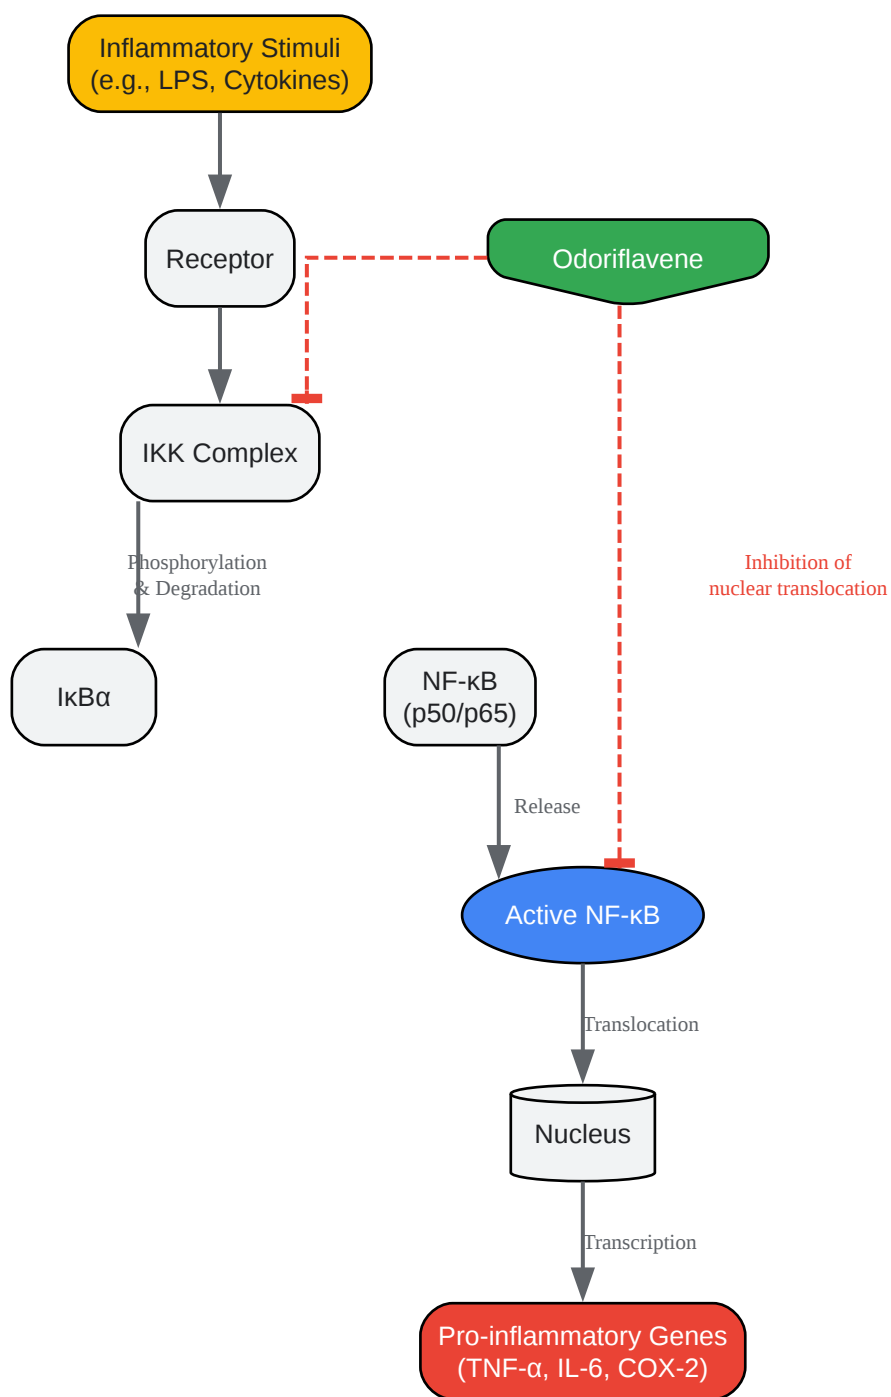 Inflammatory Stimuli
(e.g., LPS, Cytokines)
Receptor
Odoriflavene
IKK Complex
Phosphorylation
& Degradation
Inhibition of
nuclear translocation
IκBα
NF-κB
(p50/p65)
Release
Active NF-κB
Translocation
Nucleus
Transcription
Pro-inflammatory Genes
(TNF-α, IL-6, COX-2)